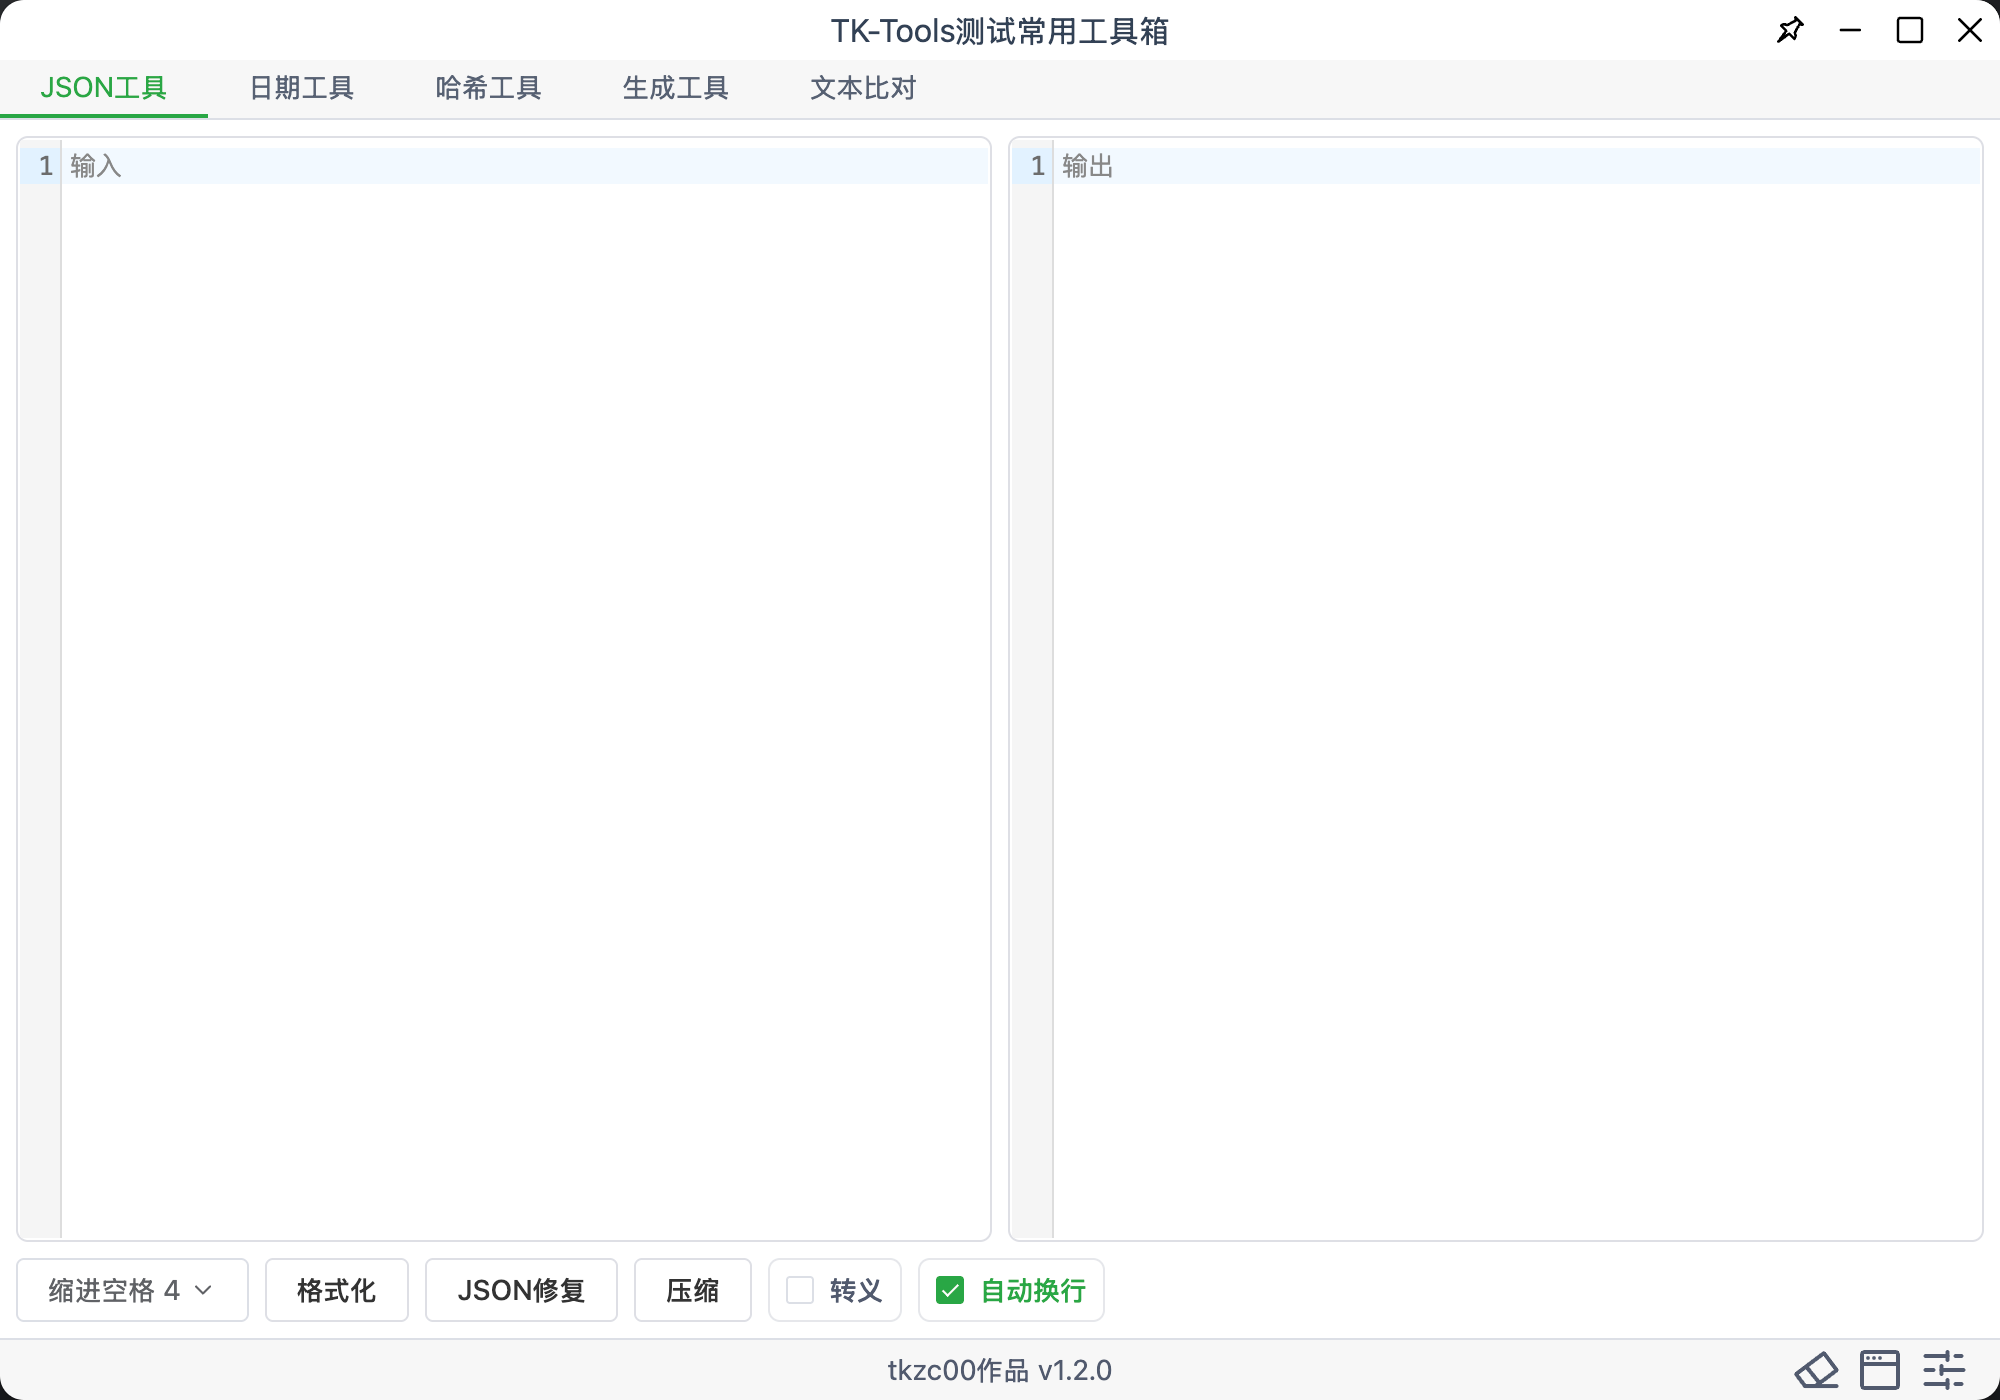 TK-Tools测试常用工具箱
JSON工具 日期工具 哈希工具 生成工具 文本比对
1 输入
1 输出
缩进空格 4 格式化 JSON修复 压缩 转义 自动换行
tkzc00作品 v1.2.0